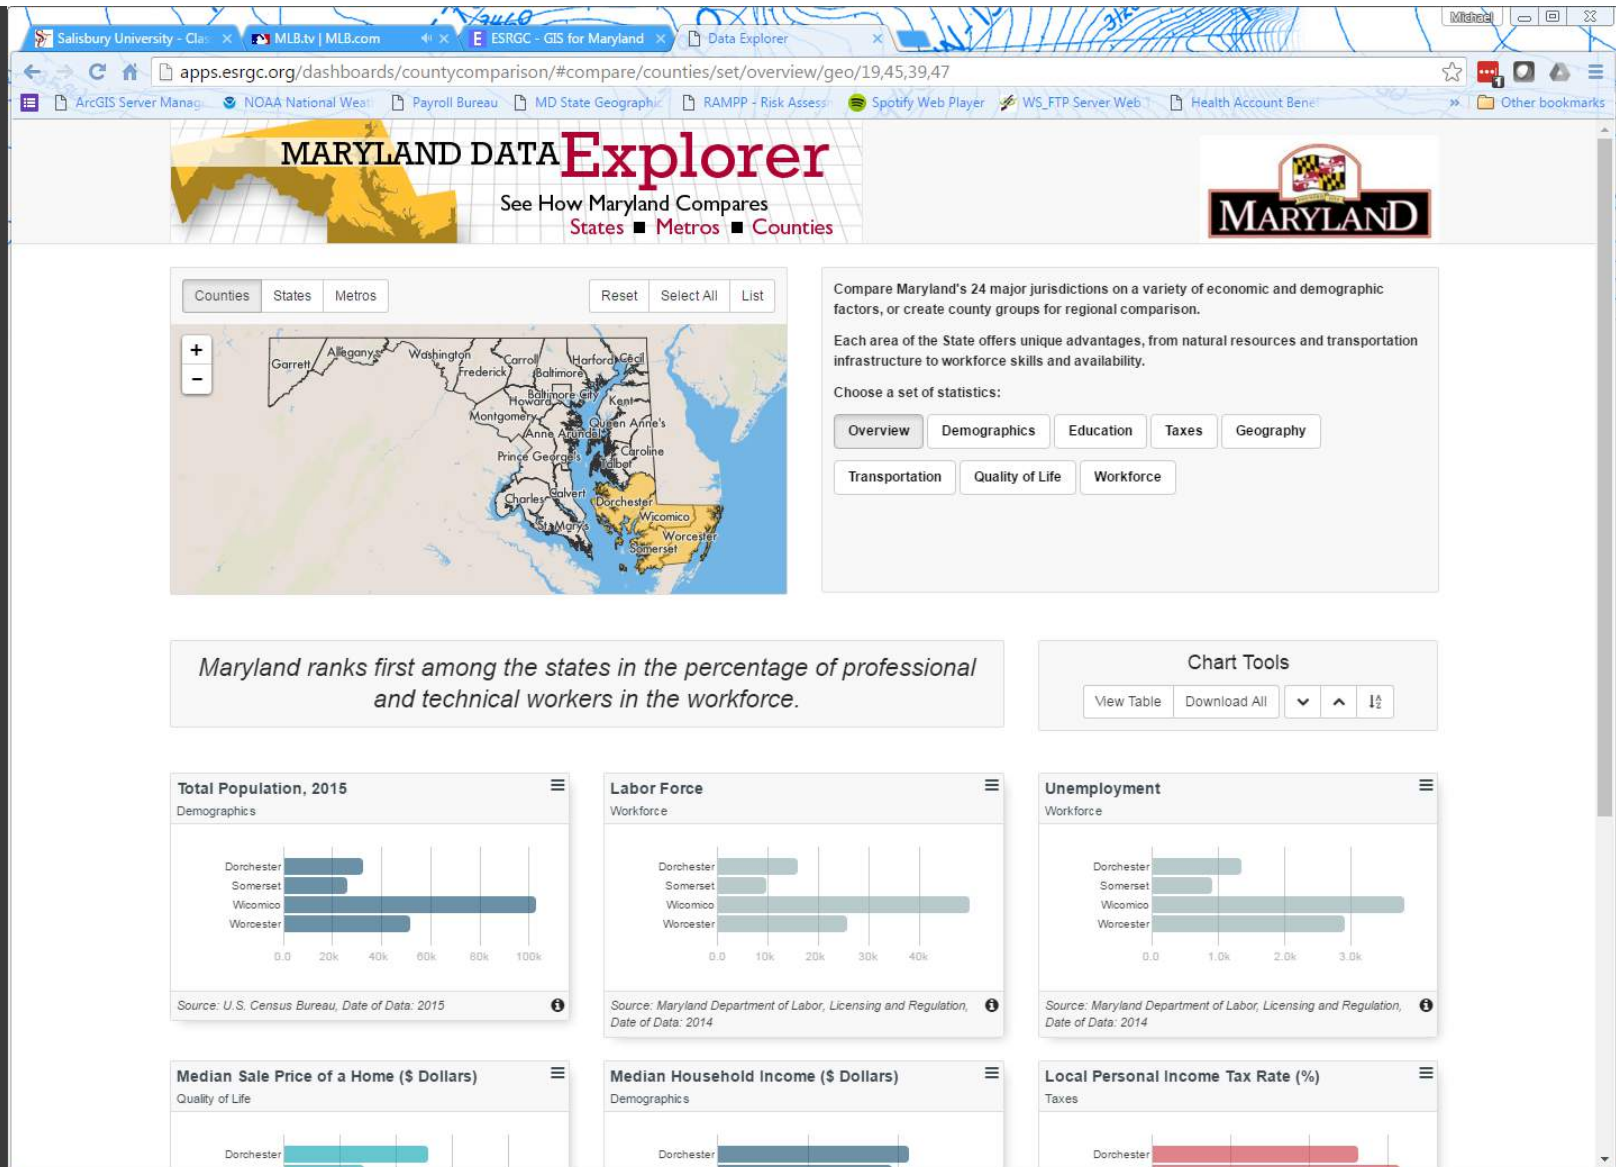 Michael
Salisbury University - Clas
MLB.tv | MLB.com
ESRGC - GIS for Maryland
Data Explorer
apps.esrgc.org/dashboards/countycomparison/#compare/counties/set/overview/geo/19,45,39,47
ArcGIS Server Manag
NOAA National Weat
Payroll Bureau
MD State Geographic
RAMPP - Risk Assess
Spotify Web Player
WS_FTP Server Web
Health Account Bene
» Other bookmarks
MARYLAND DATA Explorer
See How Maryland Compares
States ■ Metros ■ Counties
MARYLAND
Counties States Metros
Reset Select All List
+
-
Garrett
Allegany
Washington
Frederick
Carroll
Baltimore
Harford
Cecil
Baltimore City
Howard
Kent
Montgomery
Queen Anne's
Anne Arundel
Prince George's
Caroline
Talbot
Charles
Calvert
St. Mary's
Dorchester
Wicomico
Worcester
Somerset
Compare Maryland's 24 major jurisdictions on a variety of economic and demographic
factors, or create county groups for regional comparison.
Each area of the State offers unique advantages, from natural resources and transportation
infrastructure to workforce skills and availability.
Choose a set of statistics:
Overview Demographics Education Taxes Geography
Transportation Quality of Life Workforce
Maryland ranks first among the states in the percentage of professional
and technical workers in the workforce.
Chart Tools
View Table Download All
Total Population, 2015
Demographics
Dorchester
Somerset
Wicomico
Worcester
0.0 20k 40k 60k 80k 100k
Source: U.S. Census Bureau, Date of Data: 2015
Labor Force
Workforce
Dorchester
Somerset
Wicomico
Worcester
0.0 10k 20k 30k 40k
Source: Maryland Department of Labor, Licensing and Regulation,
Date of Data: 2014
Unemployment
Workforce
Dorchester
Somerset
Wicomico
Worcester
0.0 1.0k 2.0k 3.0k
Source: Maryland Department of Labor, Licensing and Regulation,
Date of Data: 2014
Median Sale Price of a Home ($ Dollars)
Quality of Life
Dorchester
Median Household Income ($ Dollars)
Demographics
Dorchester
Local Personal Income Tax Rate (%)
Taxes
Dorchester